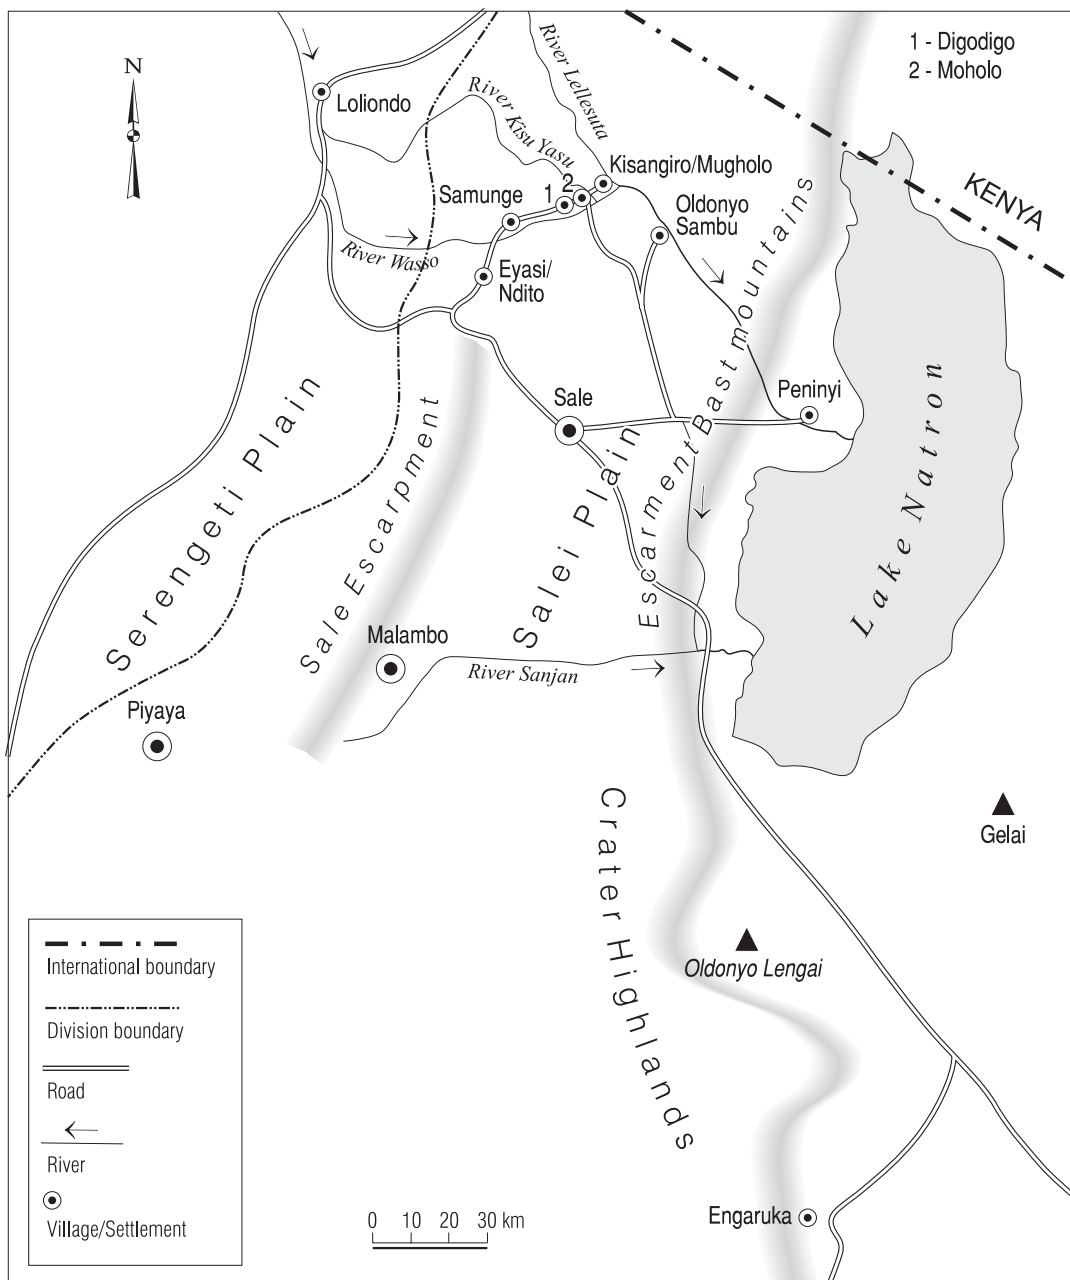 1 - Digodigo
2 - Moholo
N
Loliondo
River Kisu Yasu
River Lellesuta
Kisangiro/Mugholo
KENYA
Samunge
1
2
Oldonyo
Sambu
River Wasso
Eyasi/
Ndito
Escarment Bast mountains
Sale
Peninyi
Lake Natron
Serengeti Plain
Sale Escarpment
Salei Plain
Malambo
River Sanjan
Piyaya
Crater Highlands
Gelai
Oldonyo Lengai
International boundary
Division boundary
Road
River
Village/Settlement
0 10 20 30 km
Engaruka